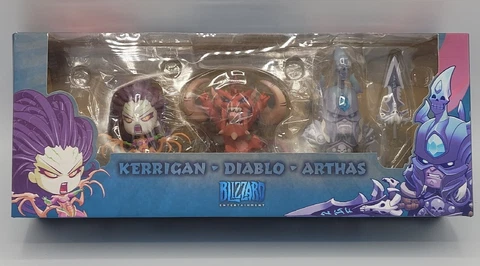 KERRIGAN • DIABLO • ARTHAS
BLIZZARD
ENTERTAINMENT